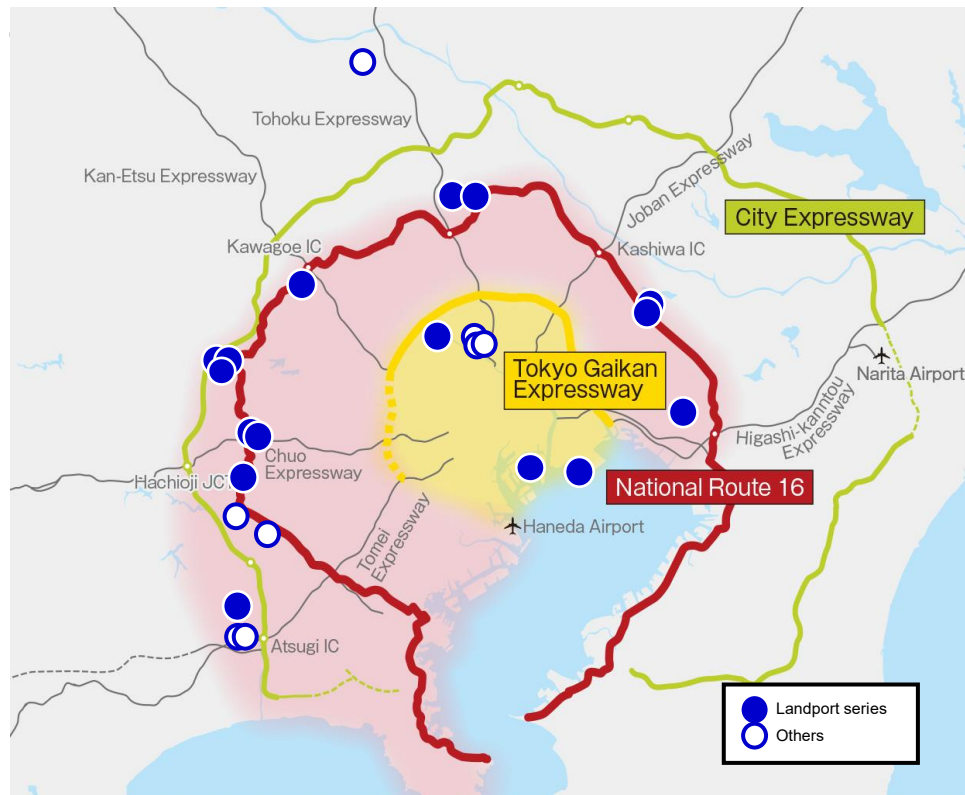 Tohoku Expressway
Kan-Etsu Expressway
Joban Expressway
City Expressway
Kawagoe IC
Kashiwa IC
Tokyo Gaikan
Expressway
Narita Airport
Higashi-kanntou
Expressway
Chuo
Expressway
Hachioji JCT
National Route 16
Tomei
Expressway
Haneda Airport
Atsugi IC
Landport series
Others